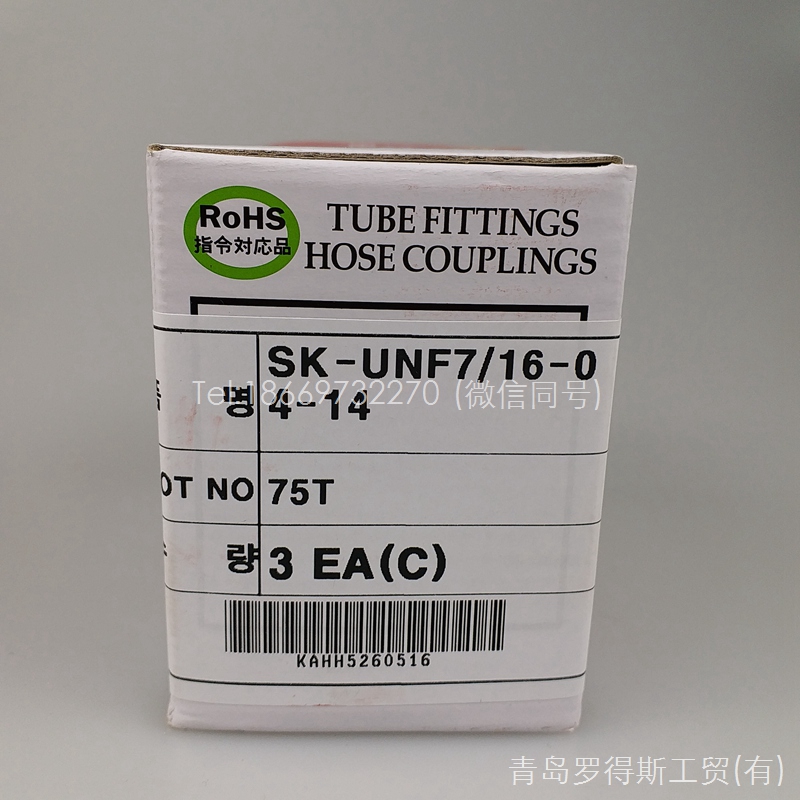 RoHS
指令対応品
TUBE FITTINGS
HOSE COUPLINGS
명
SK-UNF7/16-0
4-14
Tel:18669732270 (微信同号)
OT NO
75T
량
3 EA(C)
KAHH5260516
青岛罗得斯工贸(有)